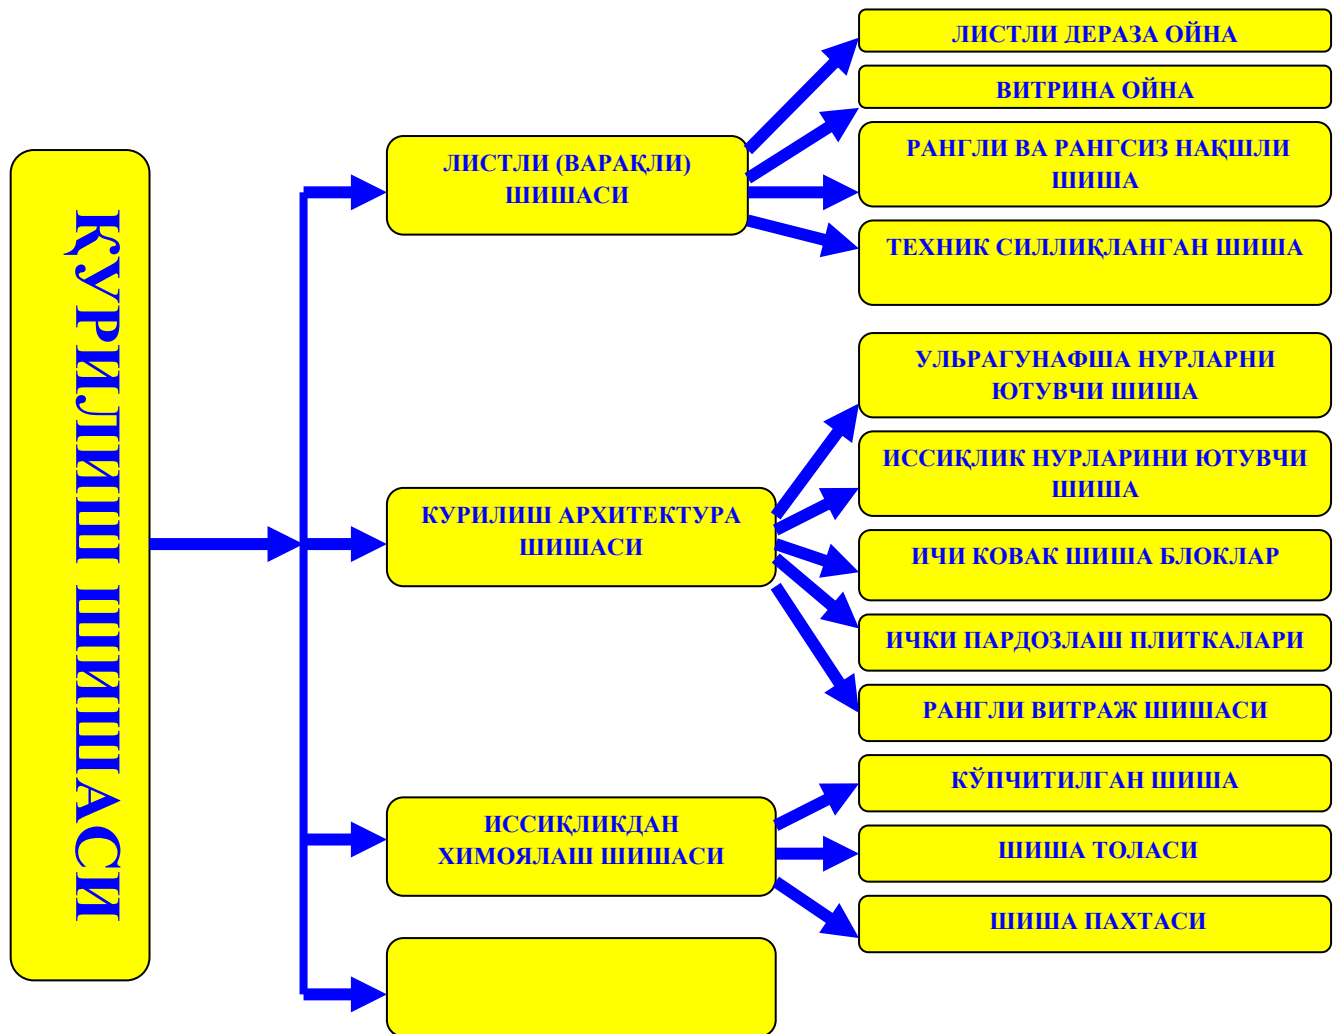 ҚУРИЛИШ ШИШАСИ
ЛИСТЛИ (ВАРАҚЛИ)
ШИШАСИ
ЛИСТЛИ ДЕРАЗА ОЙНА
ВИТРИНА ОЙНА
РАНГЛИ ВА РАНГСИЗ НАҚШЛИ
ШИША
ТЕХНИК СИЛЛИҚЛАНГАН ШИША
КУРИЛИШ АРХИТЕКТУРА
ШИШАСИ
УЛЬРАГУНАФША НУРЛАРНИ
ЮТУВЧИ ШИША
ИССИҚЛИК НУРЛАРИНИ ЮТУВЧИ
ШИША
ИЧИ КОВАК ШИША БЛОКЛАР
ИЧКИ ПАРДОЗЛАШ ПЛИТКАЛАРИ
РАНГЛИ ВИТРАЖ ШИШАСИ
ИССИҚЛИКДАН
ХИМОЯЛАШ ШИШАСИ
КЎПЧИТИЛГАН ШИША
ШИША ТОЛАСИ
ШИША ПАХТАСИ